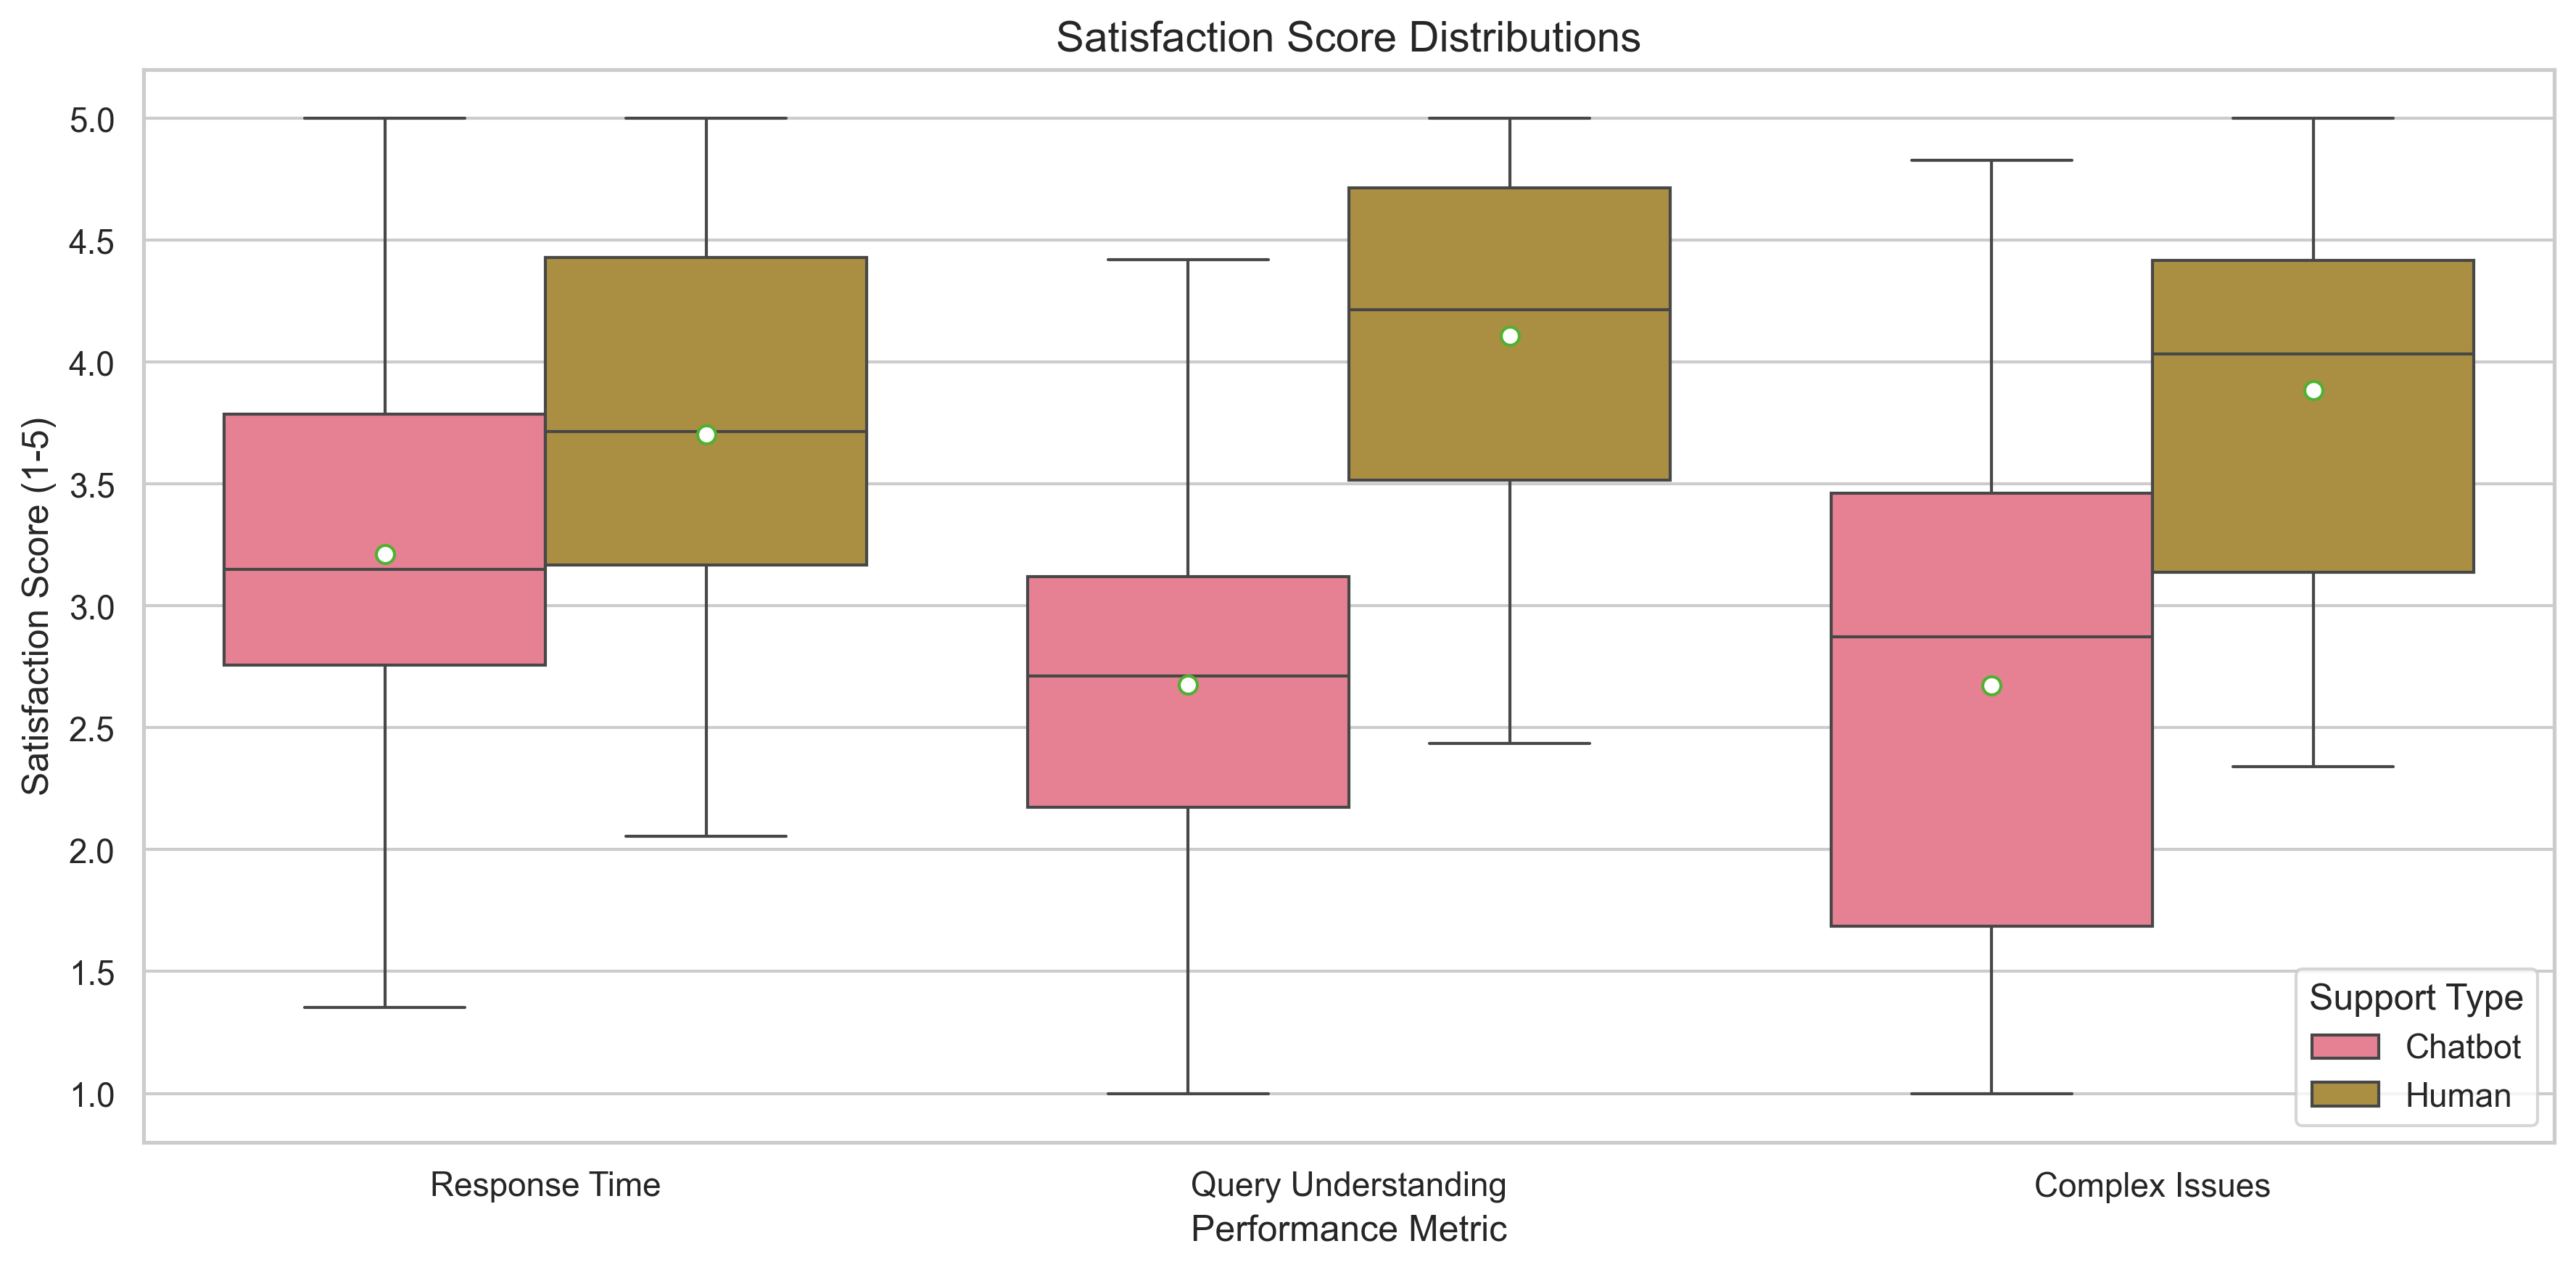 Satisfaction Score Distributions
Satisfaction Score (1-5)
5.0
4.5
4.0
3.5
3.0
2.5
2.0
1.5
1.0
Response Time
Query Understanding
Complex Issues
Performance Metric
Support Type
Chatbot
Human